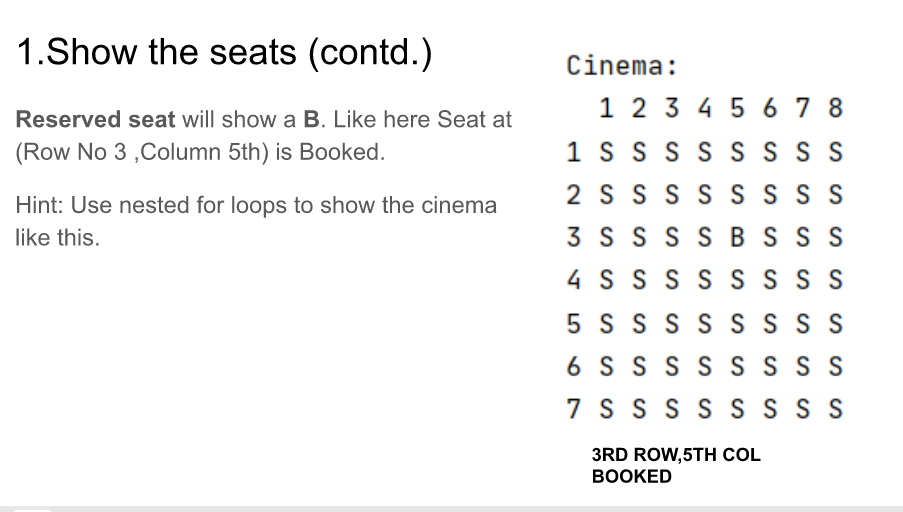 1.Show the seats (contd.)
Reserved seat will show a B. Like here Seat at
(Row No 3 ,Column 5th) is Booked.
Hint: Use nested for loops to show the cinema
like this.
Cinema:
1 2 3 4 5 6 7 8
1 S S S S S S S S
2 S S S S S S S S
3 S S S S B S S S
4 S S S S S S S S
5 S S S S S S S S
6 S S S S S S S S
7 S S S S S S S S
3RD ROW,5TH COL
BOOKED